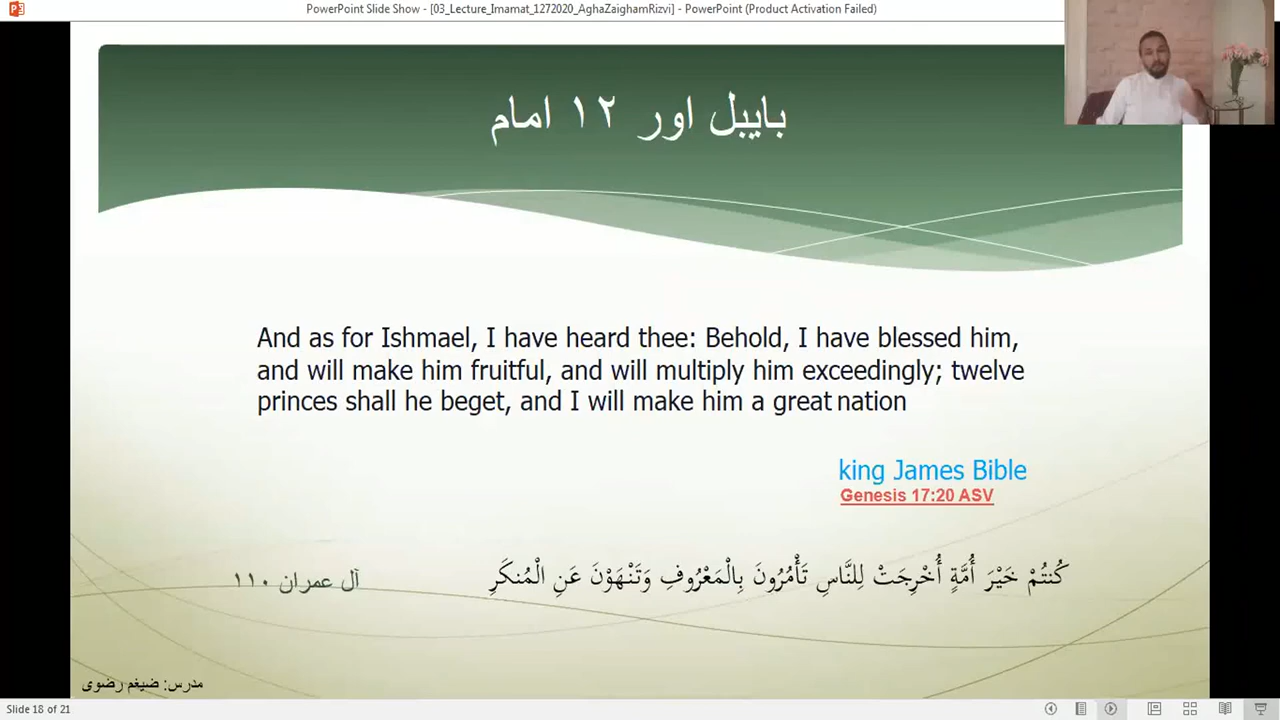 PowerPoint Slide Show - [03_Lecture_Imamat_1272020_AghaZaighamRizvi] - PowerPoint (Product Activation Failed)
بایبل اور ۱۲ امام
And as for Ishmael, I have heard thee: Behold, I have blessed him,
and will make him fruitful, and will multiply him exceedingly; twelve
princes shall he beget, and I will make him a great nation
king James Bible
Genesis 17:20 ASV
كُنتُمْ خَيْرَ أُمَّةٍ أُخْرِجَتْ لِلنَّاسِ تَأْمُرُونَ بِالْمَعْرُوفِ وَتَنْهَوْنَ عَنِ الْمُنكَرِ آل عمران ۱۱۰
مدرس: ضیغم رضوی
Slide 18 of 21